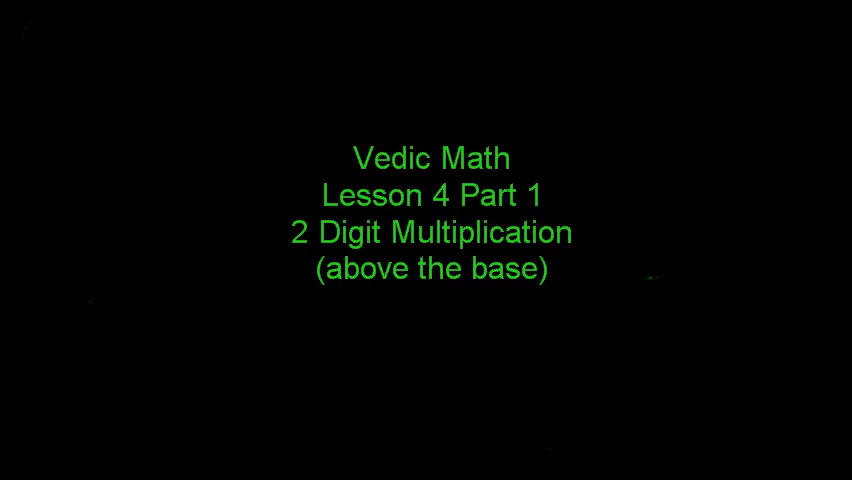 Vedic Math
Lesson 4 Part 1
2 Digit Multiplication
(above the base)